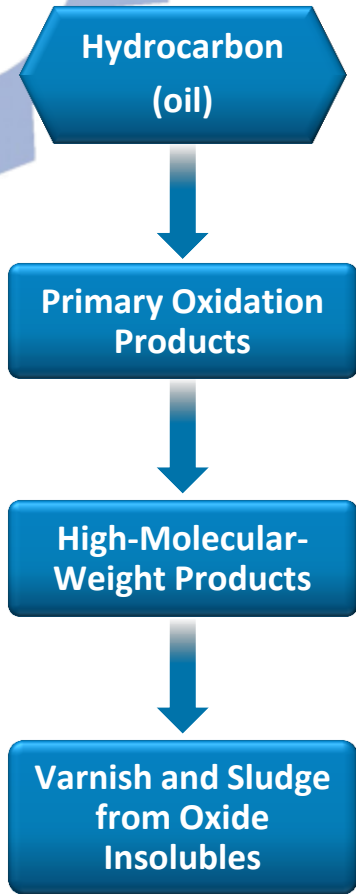 Hydrocarbon
(oil)
Primary Oxidation
Products
High-Molecular-
Weight Products
Varnish and Sludge
from Oxide
Insolubles